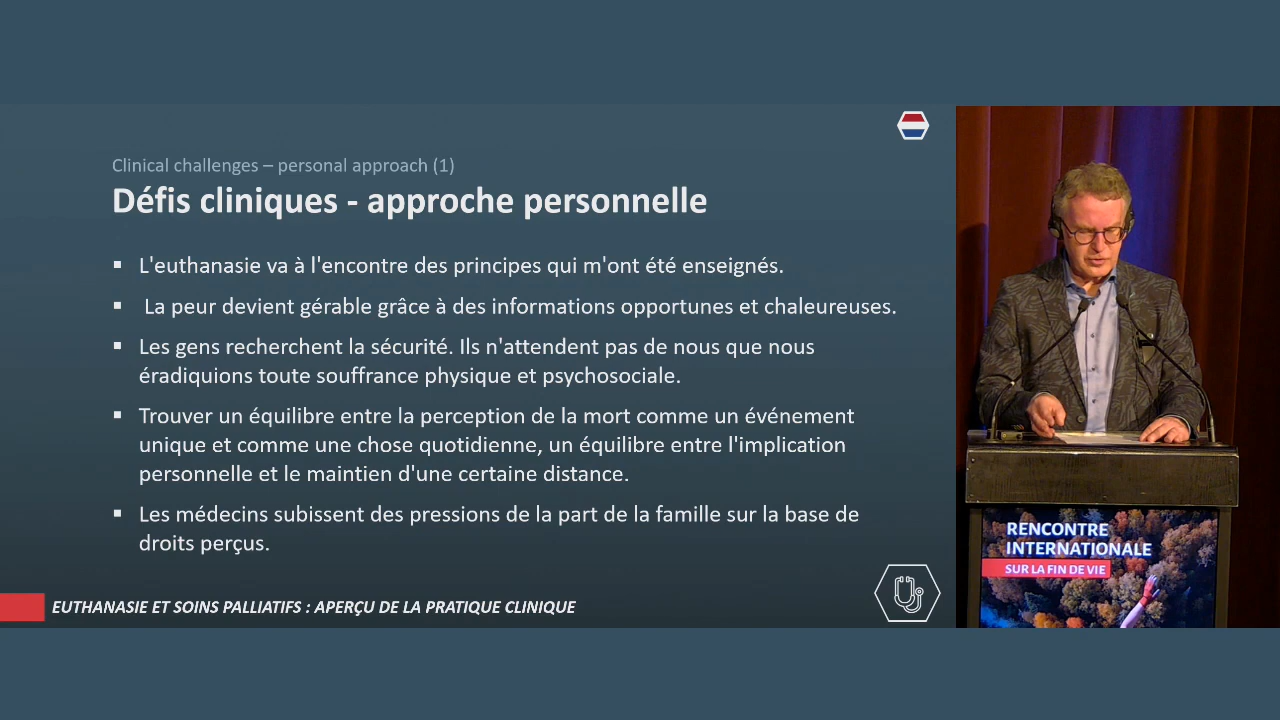 Clinical challenges – personal approach (1)
Défis cliniques - approche personnelle
▪ L'euthanasie va à l'encontre des principes qui m'ont été enseignés.
▪ La peur devient gérable grâce à des informations opportunes et chaleureuses.
▪ Les gens recherchent la sécurité. Ils n'attendent pas de nous que nous
éradiquions toute souffrance physique et psychosociale.
▪ Trouver un équilibre entre la perception de la mort comme un événement
unique et comme une chose quotidienne, un équilibre entre l'implication
personnelle et le maintien d'une certaine distance.
▪ Les médecins subissent des pressions de la part de la famille sur la base de
droits perçus.
EUTHANASIE ET SOINS PALLIATIFS : APERÇU DE LA PRATIQUE CLINIQUE
RENCONTRE
INTERNATIONALE
SUR LA FIN DE VIE